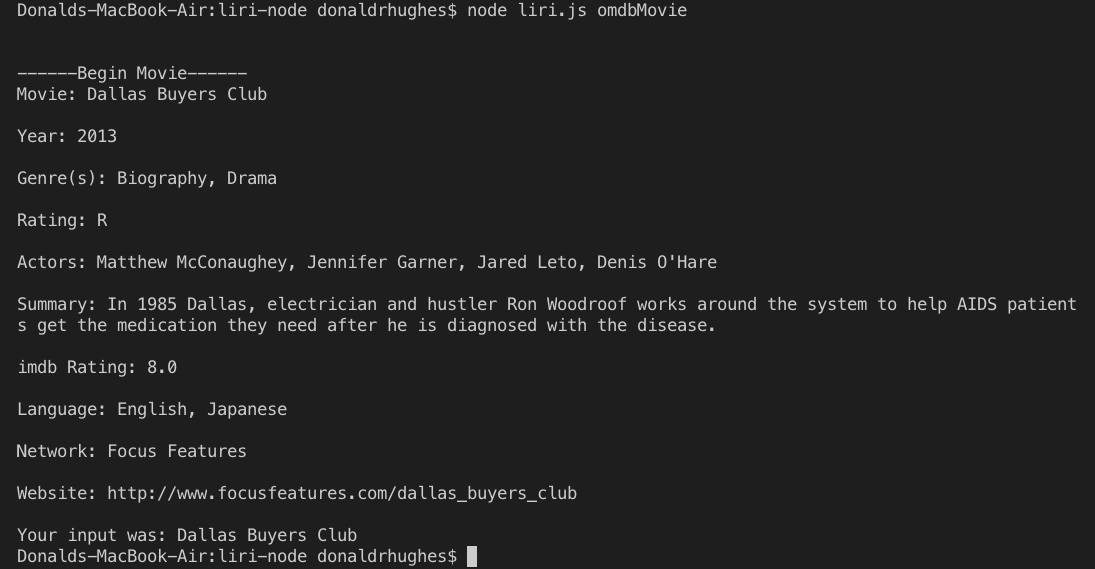 Donalds-MacBook-Air:liri-node donaldrhughes$ node liri.js omdbMovie
------Begin Movie------
Movie: Dallas Buyers Club
Year: 2013
Genre(s): Biography, Drama
Rating: R
Actors: Matthew McConaughey, Jennifer Garner, Jared Leto, Denis O'Hare
Summary: In 1985 Dallas, electrician and hustler Ron Woodroof works around the system to help AIDS patient
s get the medication they need after he is diagnosed with the disease.
imdb Rating: 8.0
Language: English, Japanese
Network: Focus Features
Website: http://www.focusfeatures.com/dallas_buyers_club
Your input was: Dallas Buyers Club
Donalds-MacBook-Air:liri-node donaldrhughes$